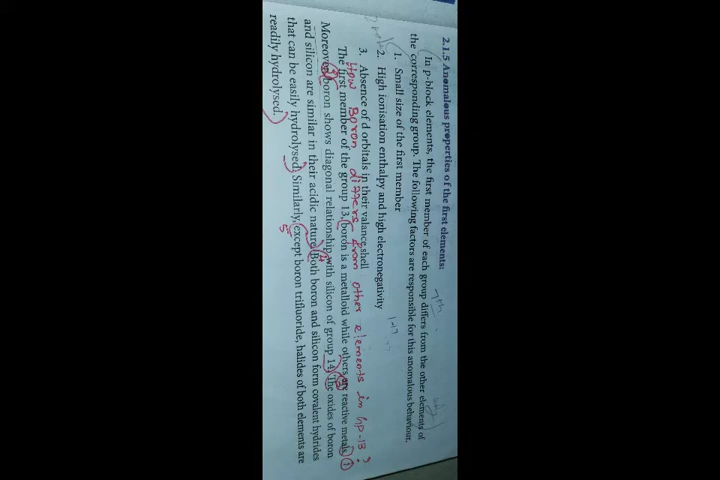 2.1.5 Anomalous properties of the first elements:
In p-block elements, the first member of each group differs from the other elements of
the corresponding group. The following factors are responsible for this anomalous behaviour.
1. Small size of the first member
2. High ionisation enthalpy and high electronegativity
3. Absence of d orbitals in their valance shell
How Boron differs from other elements in GP-13?
The first member of the group 13, boron is a metalloid while others are reactive metals. 1
Moreover, boron shows diagonal relationship with silicon of group 14. The oxides of boron
and silicon are similar in their acidic nature. Both boron and silicon form covalent hydrides
that can be easily hydrolysed. Similarly, except boron trifluoride, halides of both elements are
readily hydrolysed.